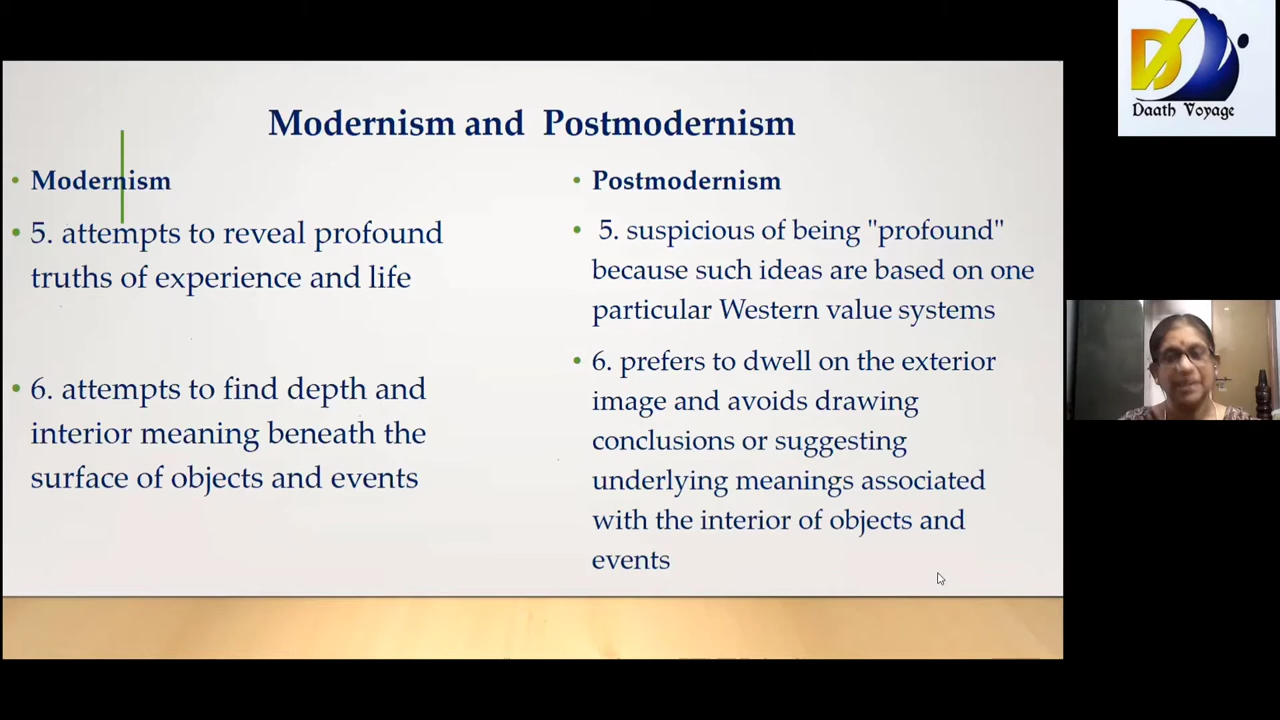 Modernism and Postmodernism
• Modernism
• 5. attempts to reveal profound
truths of experience and life
• 6. attempts to find depth and
interior meaning beneath the
surface of objects and events
• Postmodernism
• 5. suspicious of being "profound"
because such ideas are based on one
particular Western value systems
• 6. prefers to dwell on the exterior
image and avoids drawing
conclusions or suggesting
underlying meanings associated
with the interior of objects and
events
D
Daath Voyage